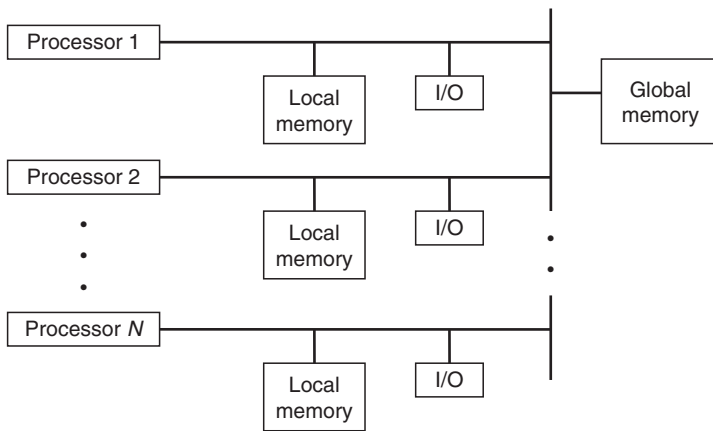 Processor 1
Local
memory
I/O
Global
memory
Processor 2
Local
memory
I/O
Processor N
Local
memory
I/O